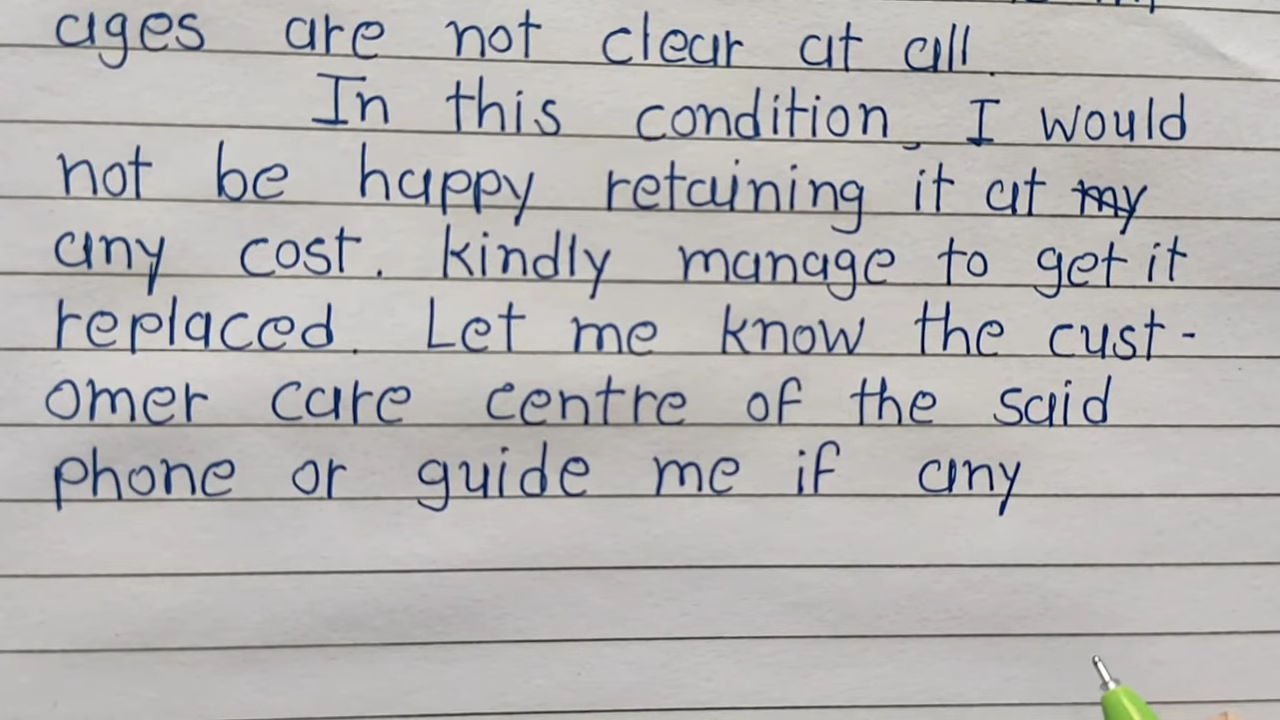 ages are not clear at all.
In this condition, I would
not be happy retaining it at my
any cost. kindly manage to get it
replaced. Let me know the cust-
omer care centre of the said
phone or guide me if any